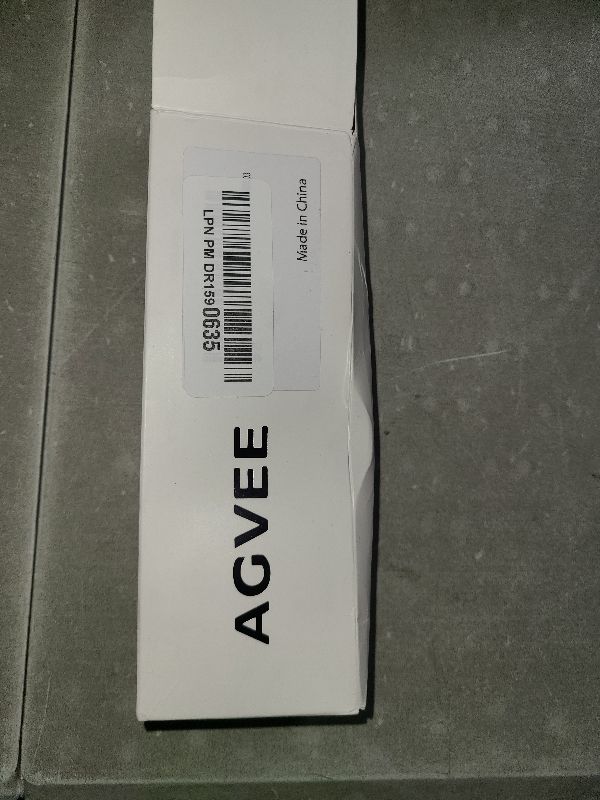 Made in China
LPN PM DR1590635
AGVEE